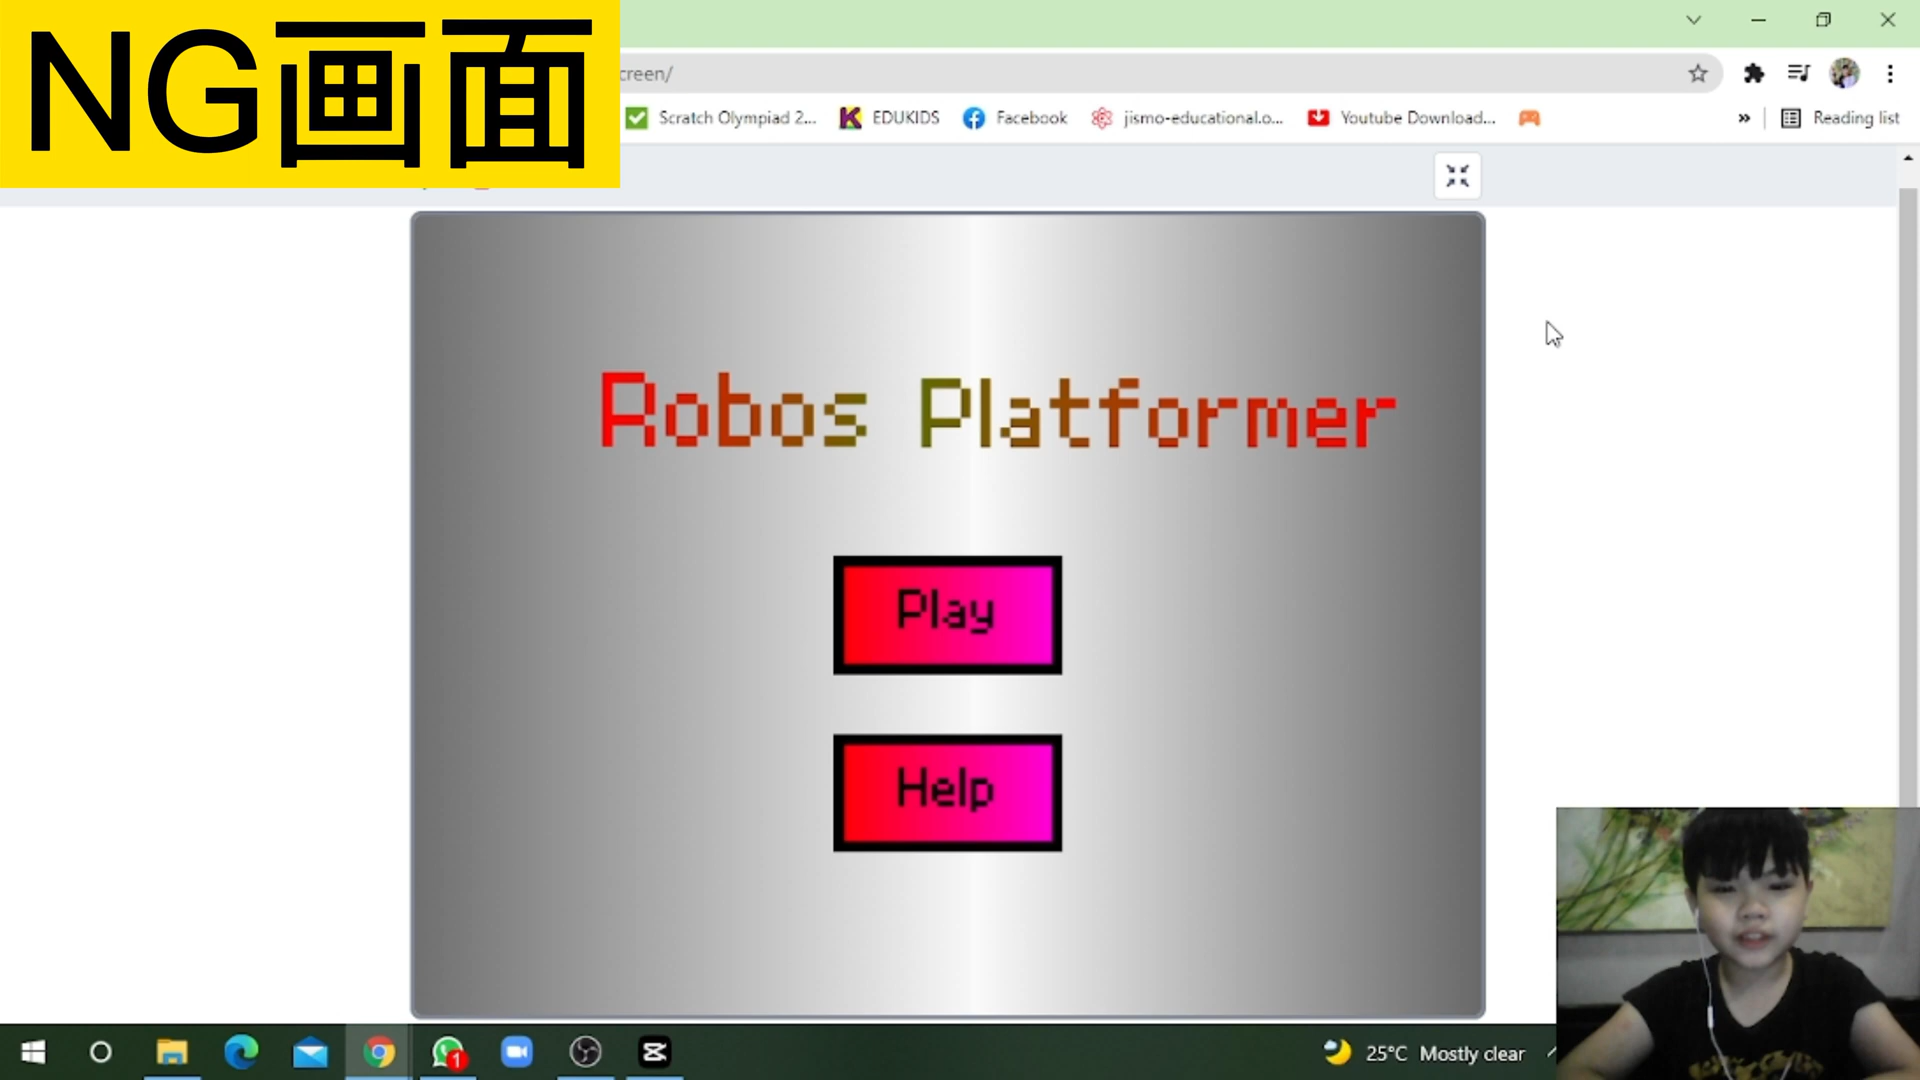 NG画面
creen/
Scratch Olympiad 2...
EDUKIDS
Facebook
jismo-educational.o...
Youtube Download...
»
Reading list
Robos Platformer
Play
Help
1
25°C Mostly clear